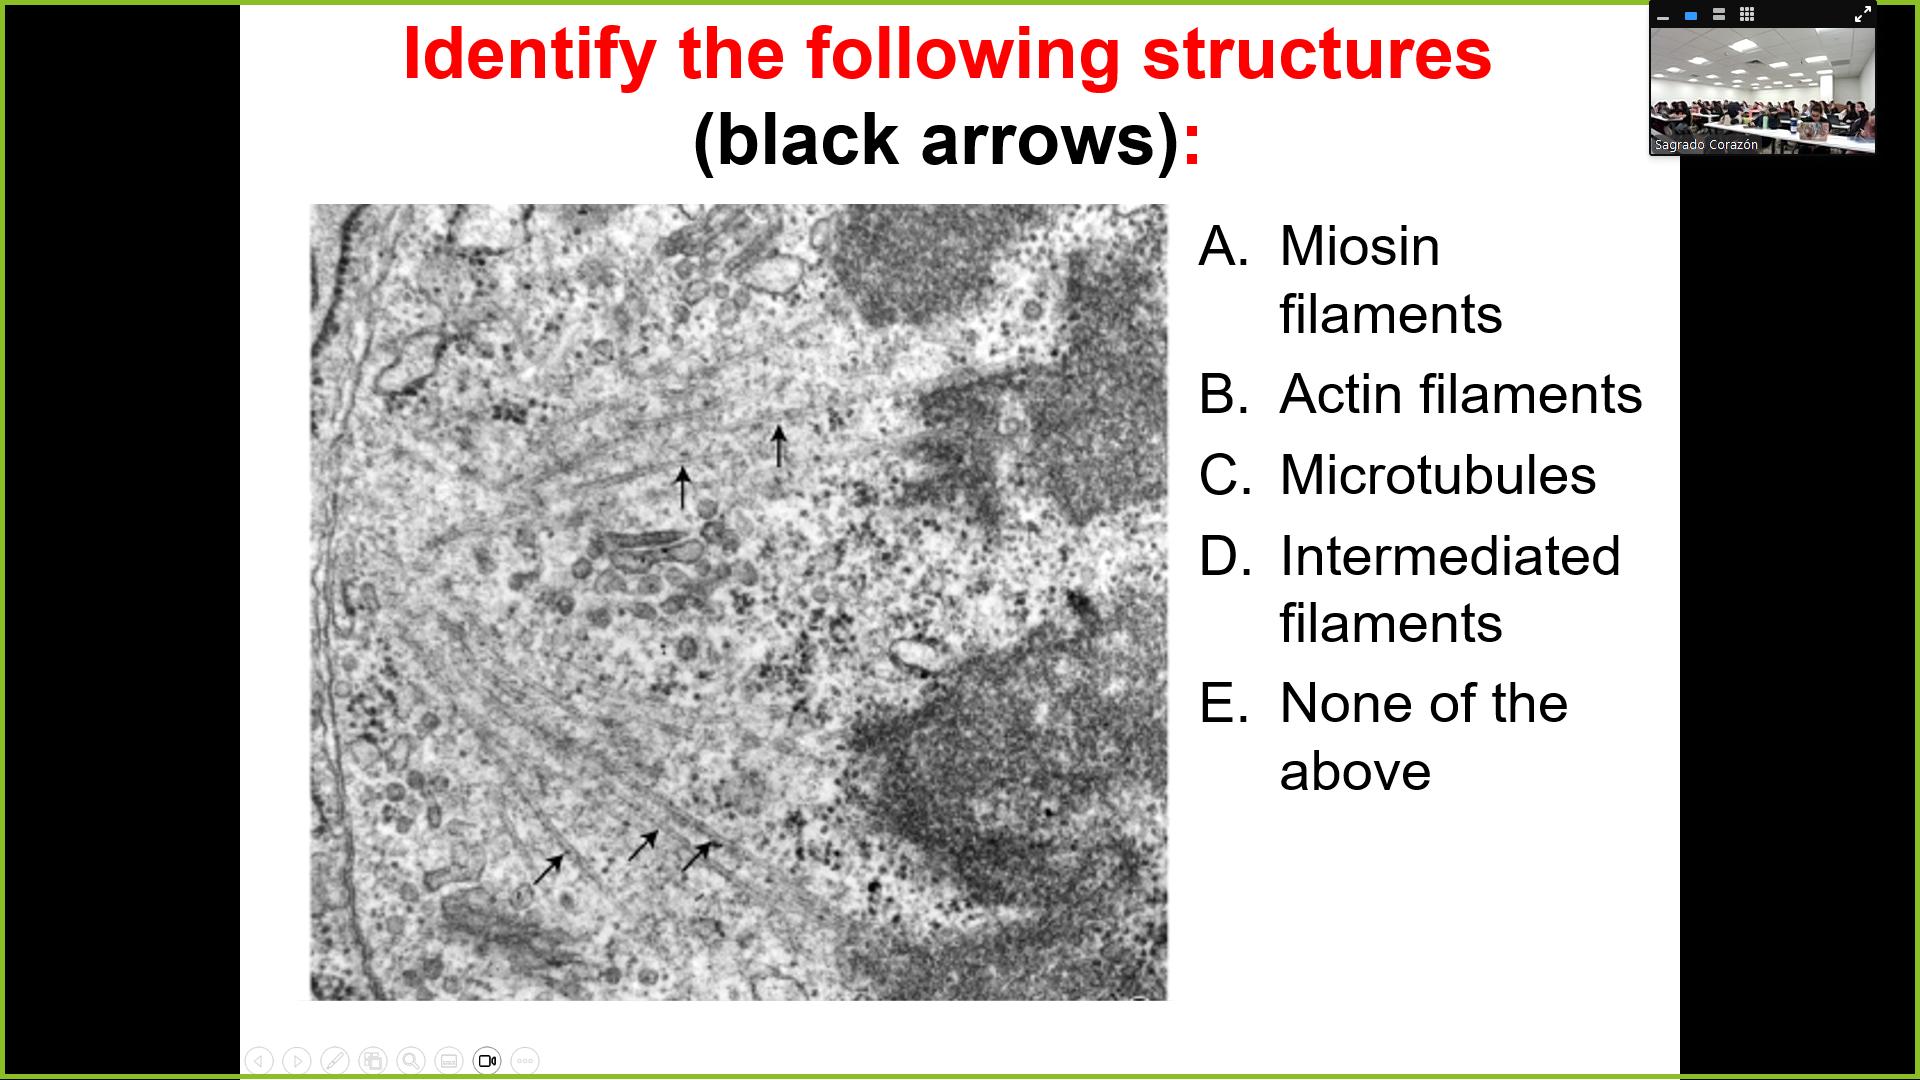 Identify the following structures
(black arrows):
Sagrado Corazón
A. Miosin
filaments
B. Actin filaments
C. Microtubules
D. Intermediated
filaments
E. None of the
above